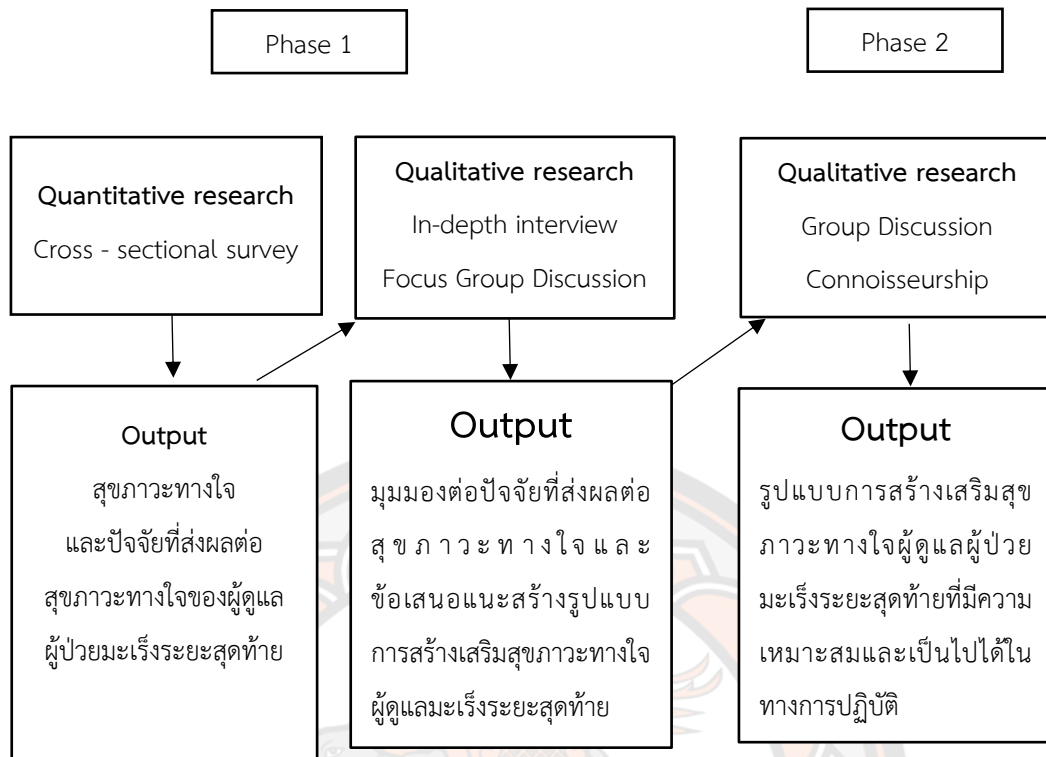 Phase 1
Phase 2
Quantitative research
Cross - sectional survey
Qualitative research
In-depth interview
Focus Group Discussion
Qualitative research
Group Discussion
Connoisseurship
Output
สุขภาวะทางใจ
และปัจจัยที่ส่งผลต่อ
สุขภาวะทางใจของผู้ดูแล
ผู้ป่วยมะเร็งระยะสุดท้าย
Output
มุมมองต่อปัจจัยที่ส่งผลต่อ
สุขภาวะทางใจและ
ข้อเสนอแนะสร้างรูปแบบ
การสร้างเสริมสุขภาวะทางใจ
ผู้ดูแลมะเร็งระยะสุดท้าย
Output
รูปแบบการสร้างเสริมสุข
ภาวะทางใจผู้ดูแลผู้ป่วย
มะเร็งระยะสุดท้ายที่มีความ
เหมาะสมและเป็นไปได้ใน
ทางการปฏิบัติ